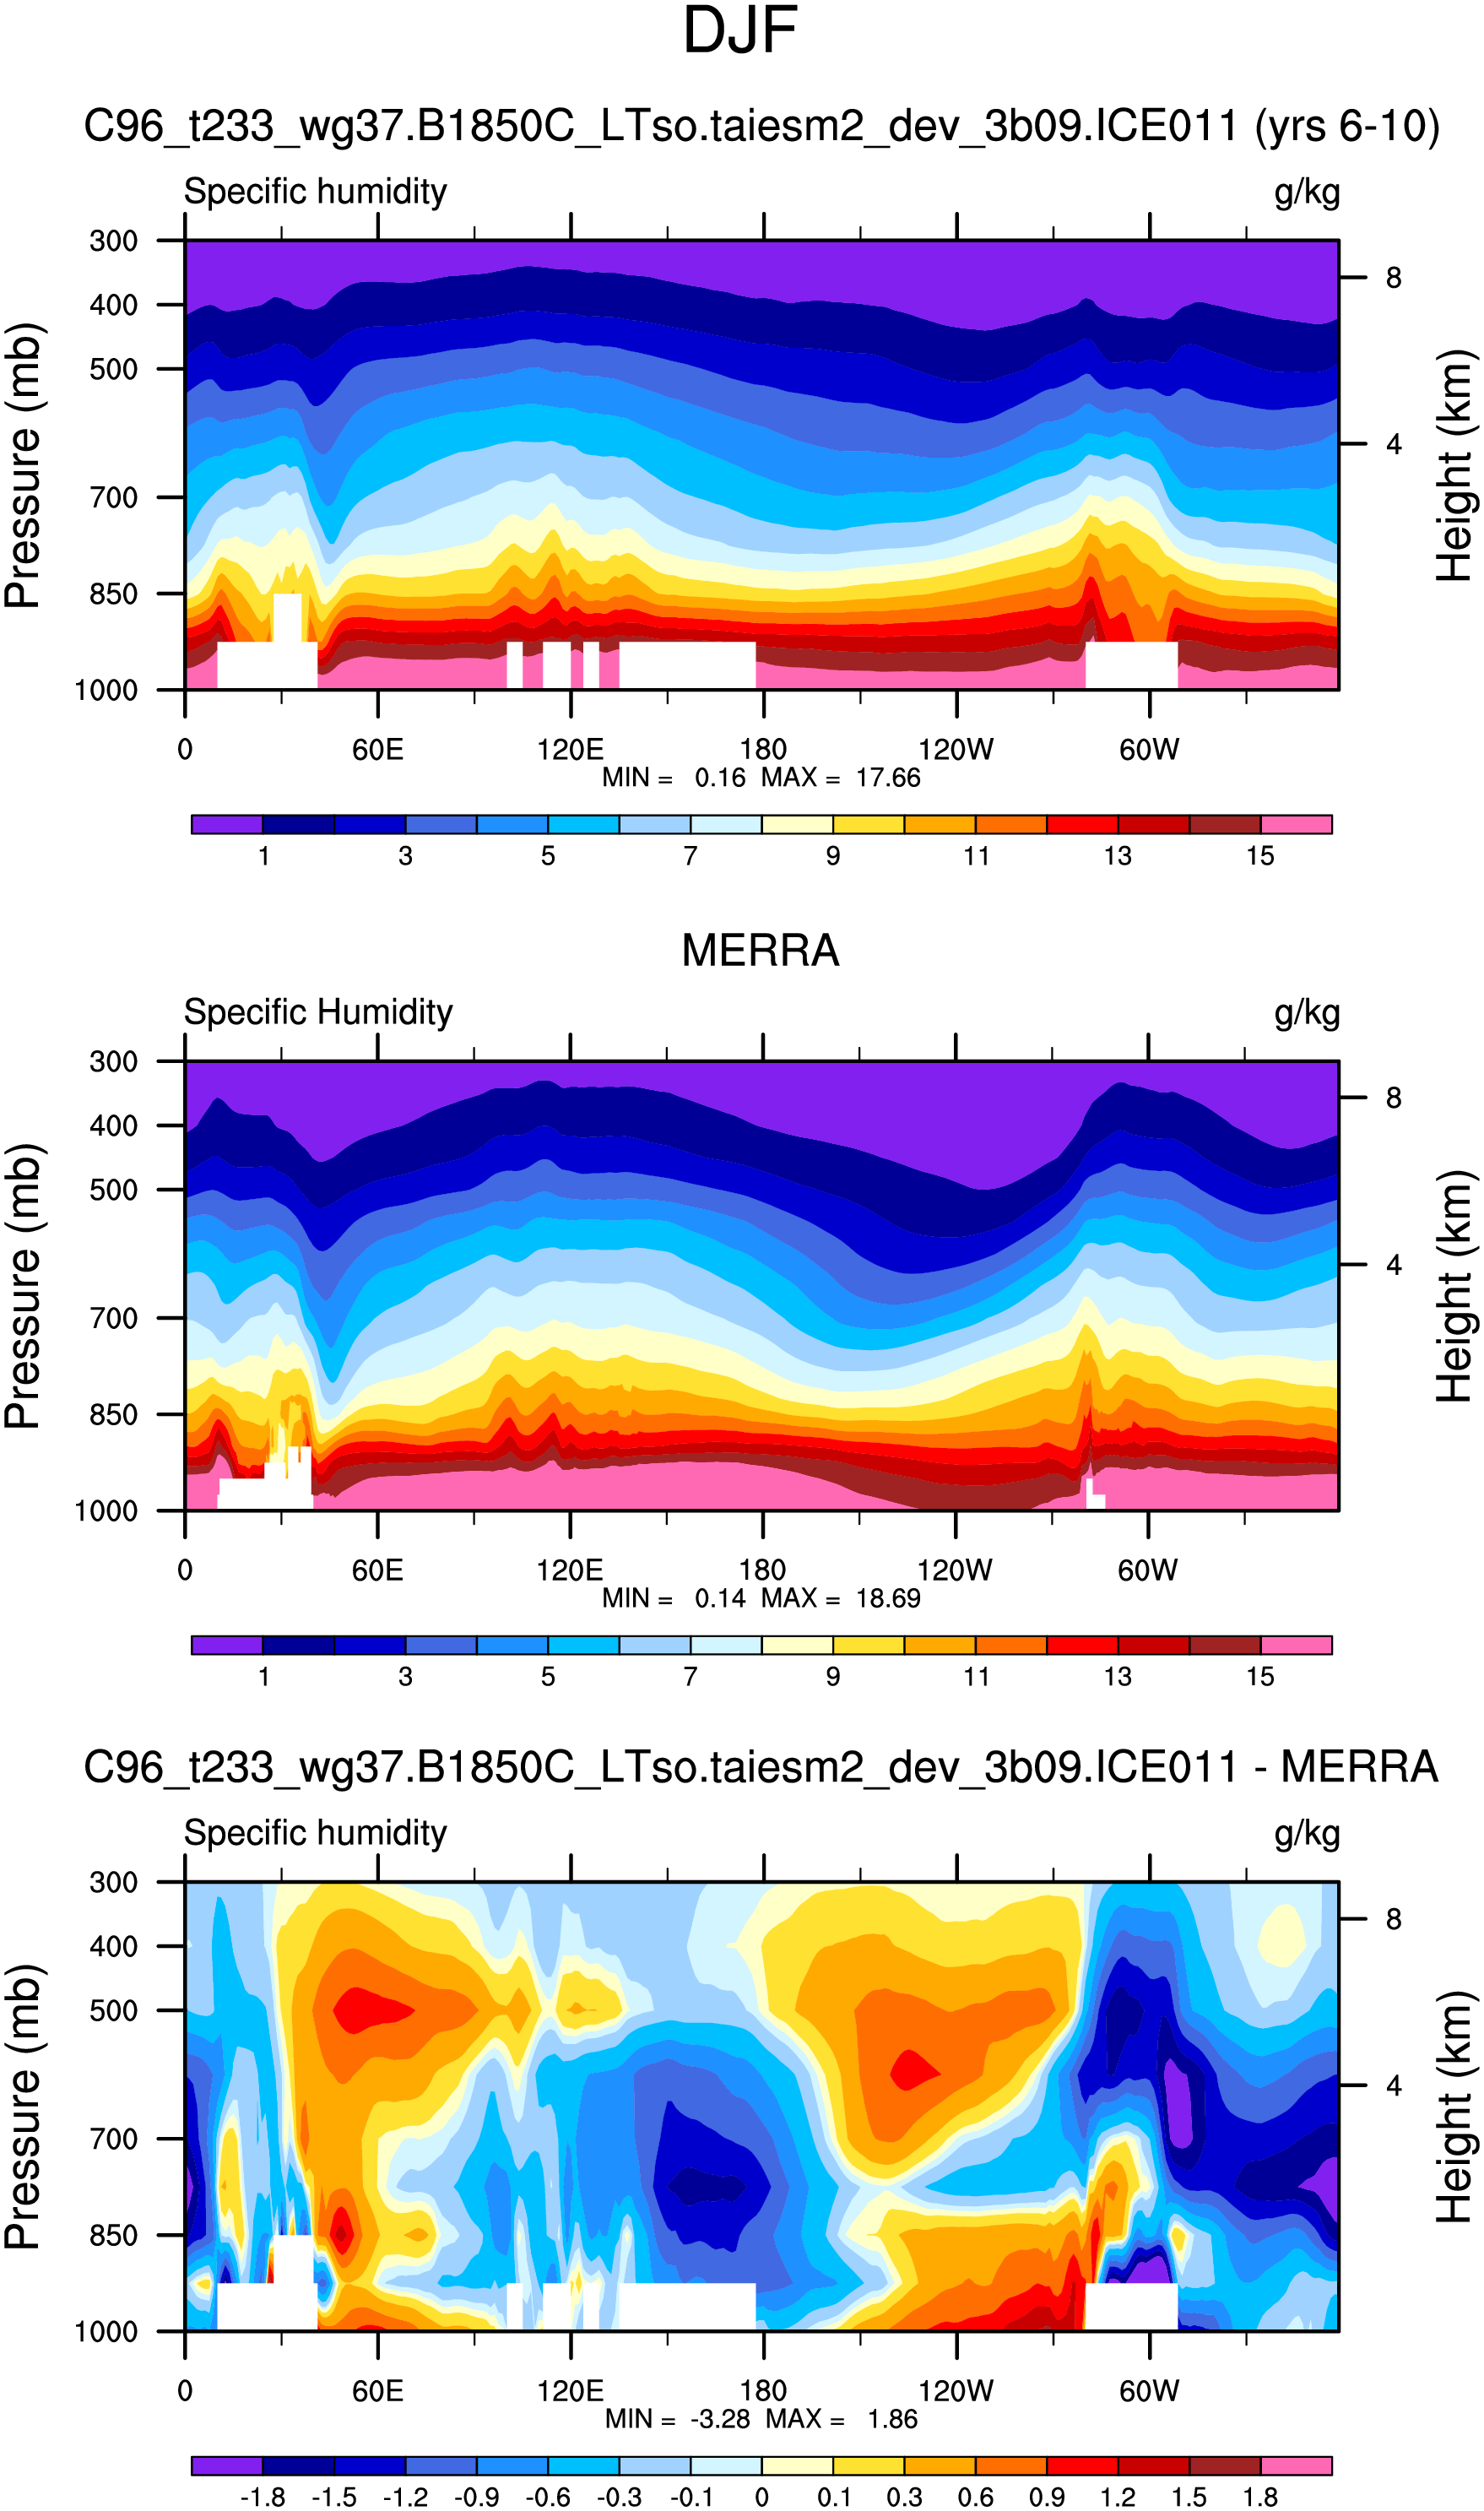 DJF
C96_t233_wg37.B1850C_LTso.taiesm2_dev_3b09.ICE011 (yrs 6-10)
Specific humidity g/kg
Pressure (mb)
300
400
500
700
850
1000
8
4
Height (km)
0 60E 120E 180 120W 60W
MIN = 0.16 MAX = 17.66
1 3 5 7 9 11 13 15
MERRA
Specific Humidity g/kg
Pressure (mb)
300
400
500
700
850
1000
8
4
Height (km)
0 60E 120E 180 120W 60W
MIN = 0.14 MAX = 18.69
1 3 5 7 9 11 13 15
C96_t233_wg37.B1850C_LTso.taiesm2_dev_3b09.ICE011 - MERRA
Specific humidity g/kg
Pressure (mb)
300
400
500
700
850
1000
8
4
Height (km)
0 60E 120E 180 120W 60W
MIN = -3.28 MAX = 1.86
-1.8 -1.5 -1.2 -0.9 -0.6 -0.3 -0.1 0 0.1 0.3 0.6 0.9 1.2 1.5 1.8